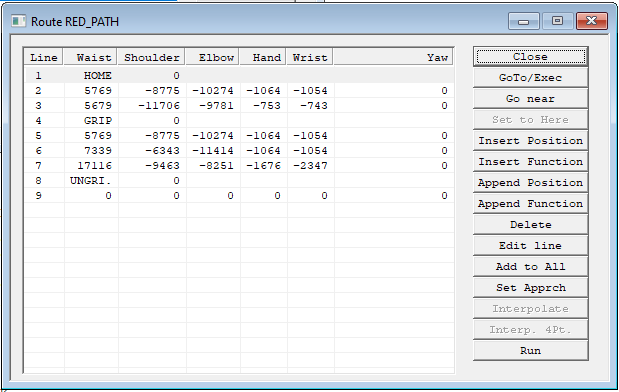 Route RED_PATH
Line Waist Shoulder Elbow Hand Wrist Yaw
1 HOME 0
2 5769 -8775 -10274 -1064 -1054 0
3 5679 -11706 -9781 -753 -743 0
4 GRIP 0
5 5769 -8775 -10274 -1064 -1054 0
6 7339 -6343 -11414 -1064 -1054 0
7 17116 -9463 -8251 -1676 -2347 0
8 UNGRI. 0
9 0 0 0 0 0 0
Close
GoTo/Exec
Go near
Set to Here
Insert Position
Insert Function
Append Position
Append Function
Delete
Edit line
Add to All
Set Apprch
Interpolate
Interp. 4Pt.
Run